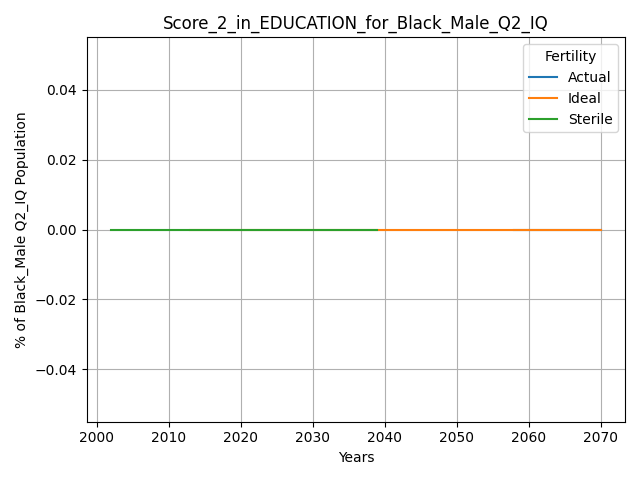 Score_2_in_EDUCATION_for_Black_Male_Q2_IQ
Fertility
Actual
Ideal
Sterile
% of Black_Male Q2_IQ Population
0.04
0.02
0.00
−0.02
−0.04
2000 2010 2020 2030 2040 2050 2060 2070
Years